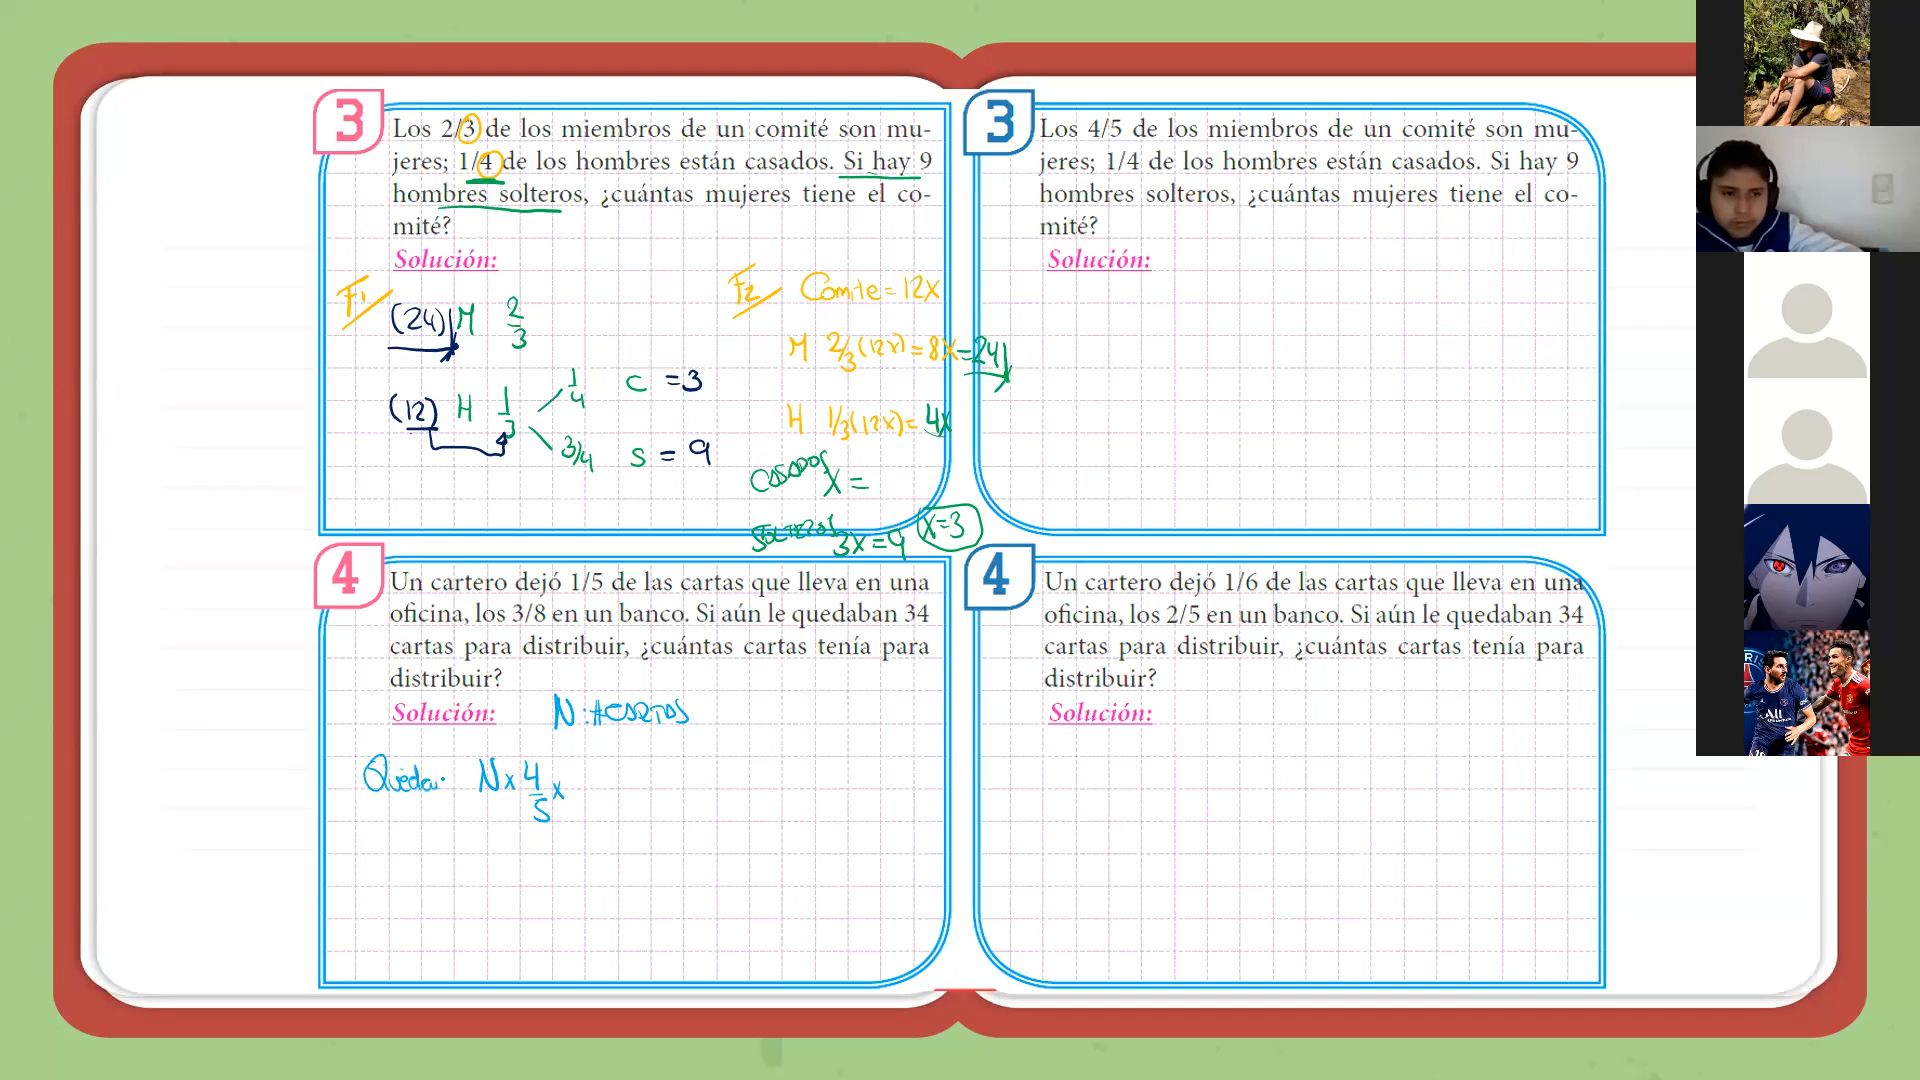 3
Los 2/3 de los miembros de un comité son mu-
jeres; 1/4 de los hombres están casados. Si hay 9
hombres solteros, ¿cuántas mujeres tiene el co-
mité?
Solución:
F1
(24) M 2/3
(12) H 1/3
1/4 C = 3
3/4 S = 9
F2 Comite = 12x
M 2/3 (12x) = 8x = 24
H 1/3 (12x) = 4x
CASADOS x =
SOLTEROS 3x = 9 x=3
3
Los 4/5 de los miembros de un comité son mu-
jeres; 1/4 de los hombres están casados. Si hay 9
hombres solteros, ¿cuántas mujeres tiene el co-
mité?
Solución:
4
Un cartero dejó 1/5 de las cartas que lleva en una
oficina, los 3/8 en un banco. Si aún le quedaban 34
cartas para distribuir, ¿cuántas cartas tenía para
distribuir?
Solución: N: #CARTAS
Queda: N x 4/5 x
4
Un cartero dejó 1/6 de las cartas que lleva en una
oficina, los 2/5 en un banco. Si aún le quedaban 34
cartas para distribuir, ¿cuántas cartas tenía para
distribuir?
Solución: